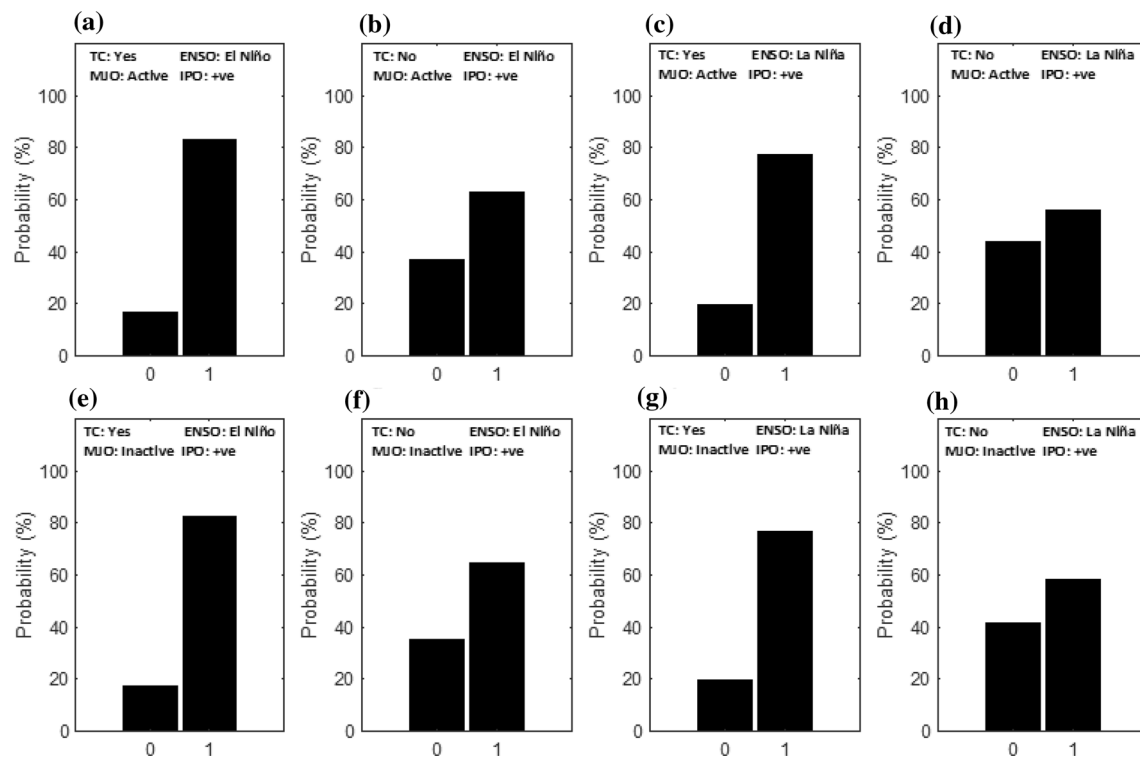 (a)
TC: Yes ENSO: El Niño
MJO: Active IPO: +ve
100
80
60
40
20
0
Probability (%)
0 1
(b)
TC: No ENSO: El Niño
MJO: Active IPO: +ve
100
80
60
40
20
0
Probability (%)
0 1
(c)
TC: Yes ENSO: La Niña
MJO: Active IPO: +ve
100
80
60
40
20
0
Probability (%)
0 1
(d)
TC: No ENSO: La Niña
MJO: Active IPO: +ve
100
80
60
40
20
0
Probability (%)
0 1
(e)
TC: Yes ENSO: El Niño
MJO: Inactive IPO: +ve
100
80
60
40
20
0
Probability (%)
0 1
(f)
TC: No ENSO: El Niño
MJO: Inactive IPO: +ve
100
80
60
40
20
0
Probability (%)
0 1
(g)
TC: Yes ENSO: La Niña
MJO: Inactive IPO: +ve
100
80
60
40
20
0
Probability (%)
0 1
(h)
TC: No ENSO: La Niña
MJO: Inactive IPO: +ve
100
80
60
40
20
0
Probability (%)
0 1